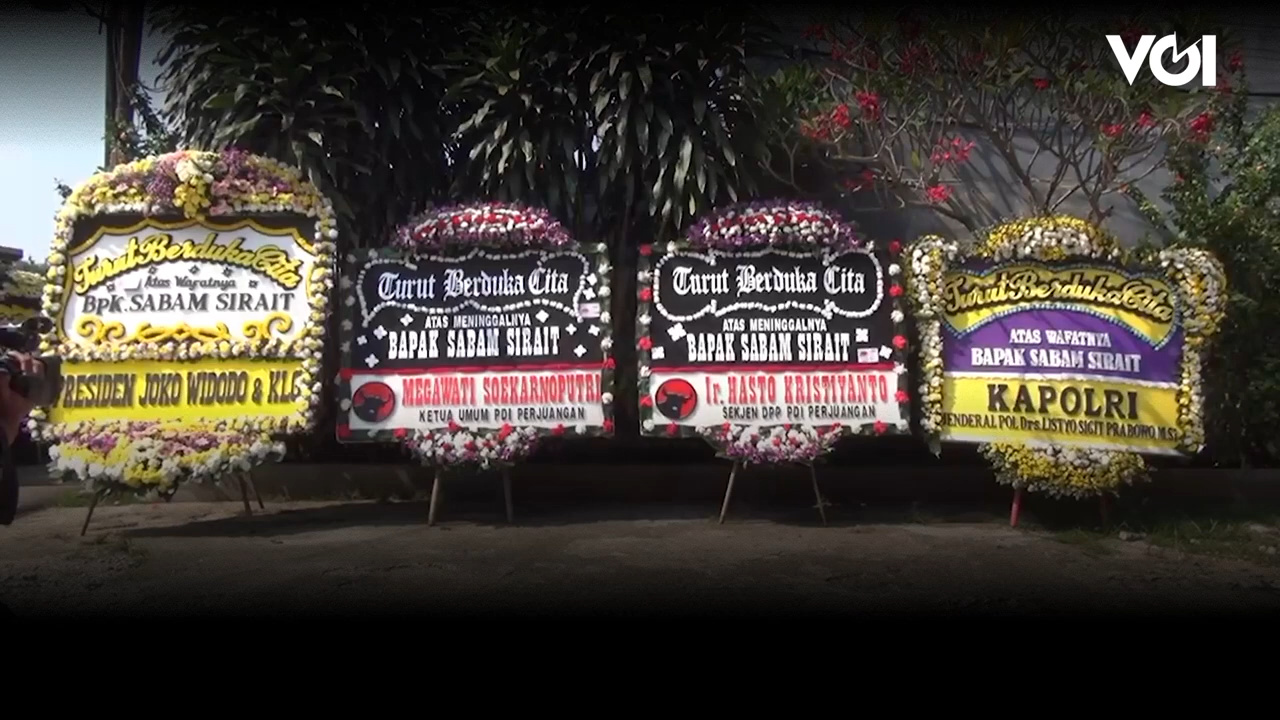 VOI
Turut Berduka Cita
Atas Wafatnya
Bpk. SABAM SIRAIT
PRESIDEN JOKO WIDODO & KLG
Turut Berduka Cita
ATAS MENINGGALNYA
BAPAK SABAM SIRAIT
MEGAWATI SOEKARNOPUTRI
KETUA UMUM PDI PERJUANGAN
Turut Berduka Cita
ATAS MENINGGALNYA
BAPAK SABAM SIRAIT
Ir. HASTO KRISTIYANTO
SEKJEN DPP PDI PERJUANGAN
Turut Berduka Cita
ATAS WAFATNYA
BAPAK SABAM SIRAIT
KAPOLRI
JENDERAL POL Drs. LISTYO SIGIT PRABOWO M.SI